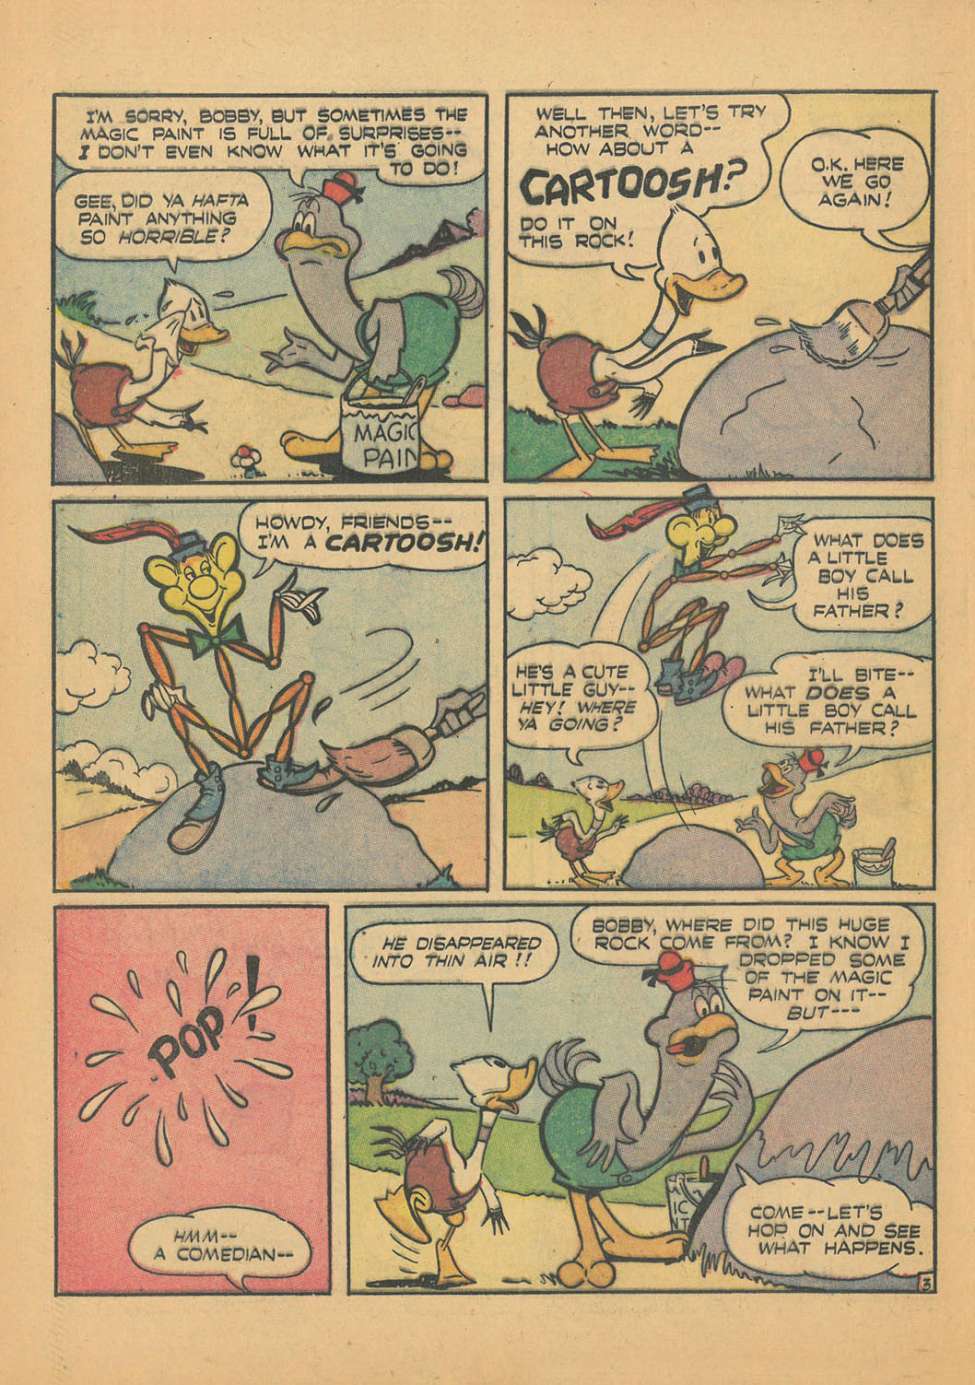 I'M SORRY, BOBBY, BUT SOMETIMES THE
MAGIC PAINT IS FULL OF SURPRISES--
I DON'T EVEN KNOW WHAT IT'S GOING
TO DO!
GEE, DID YA HAFTA
PAINT ANYTHING
SO HORRIBLE?
MAGIC
PAIN
WELL THEN, LET'S TRY
ANOTHER WORD--
HOW ABOUT A
CARTOOSH?
DO IT ON
THIS ROCK!
O.K. HERE
WE GO
AGAIN!
HOWDY, FRIENDS--
I'M A CARTOOSH!
WHAT DOES
A LITTLE
BOY CALL
HIS
FATHER?
HE'S A CUTE
LITTLE GUY--
HEY! WHERE
YA GOING?
I'LL BITE--
WHAT DOES A
LITTLE BOY CALL
HIS FATHER?
POP!
HMM--
A COMEDIAN--
HE DISAPPEARED
INTO THIN AIR!!
BOBBY, WHERE DID THIS HUGE
ROCK COME FROM? I KNOW I
DROPPED SOME
OF THE MAGIC
PAINT ON IT--
BUT---
IC
NT
COME--LET'S
HOP ON AND SEE
WHAT HAPPENS.
3